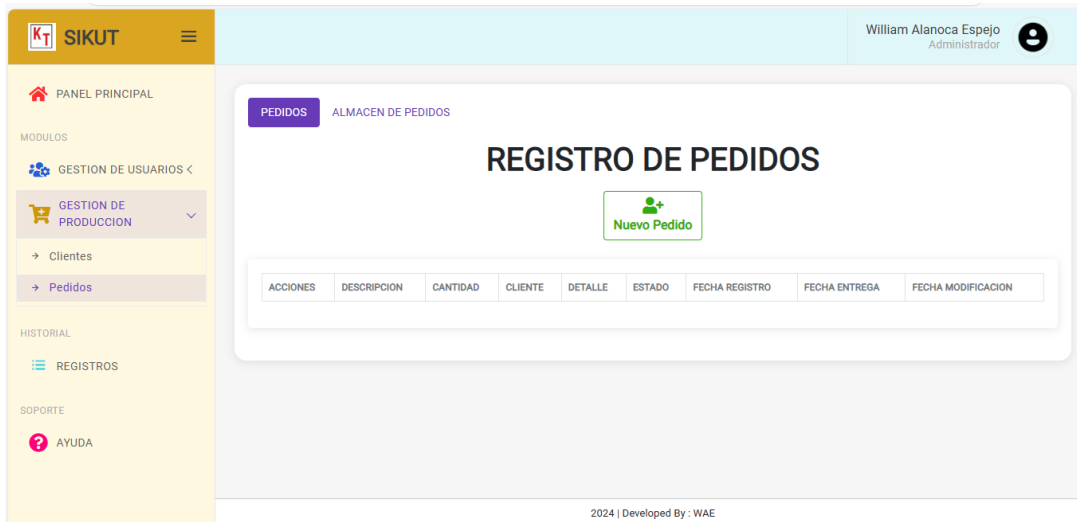 KT SIKUT
William Alanoca Espejo
Administrador
PANEL PRINCIPAL
MODULOS
GESTION DE USUARIOS
GESTION DE
PRODUCCION
Clientes
Pedidos
HISTORIAL
REGISTROS
SOPORTE
AYUDA
PEDIDOS ALMACEN DE PEDIDOS
REGISTRO DE PEDIDOS
Nuevo Pedido
ACCIONES DESCRIPCION CANTIDAD CLIENTE DETALLE ESTADO FECHA REGISTRO FECHA ENTREGA FECHA MODIFICACION
2024 | Developed By : WAE